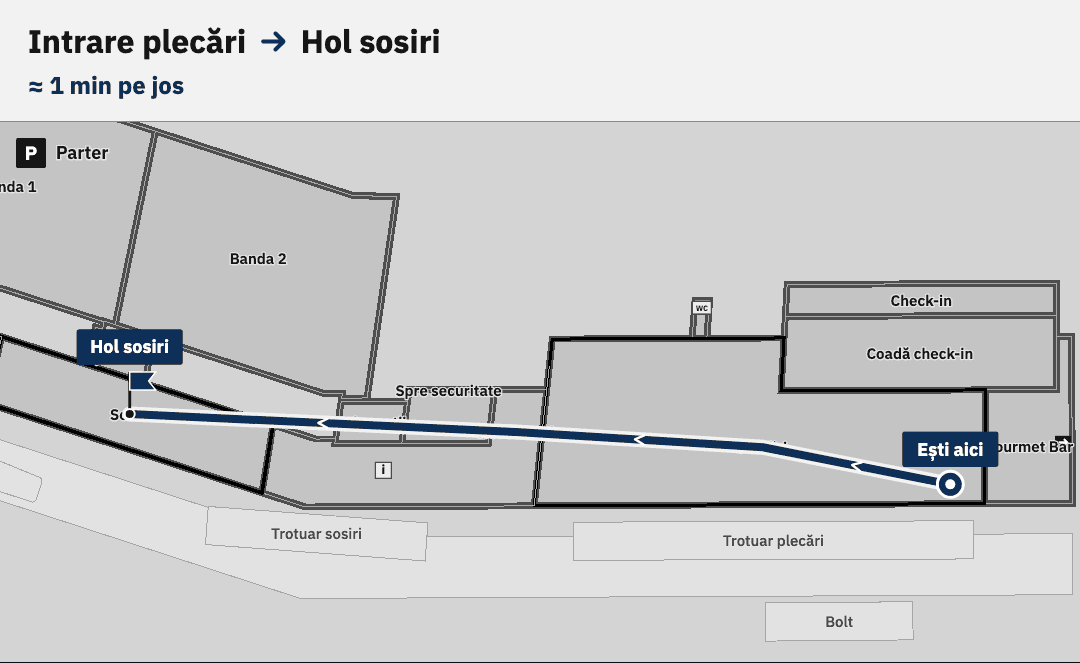 Intrare plecări → Hol sosiri
≈ 1 min pe jos
P Parter
Banda 2
Check-in
wc
Coadă check-in
Hol sosiri
Spre securitate
Ești aici
i
Trotuar sosiri
Trotuar plecări
Bolt